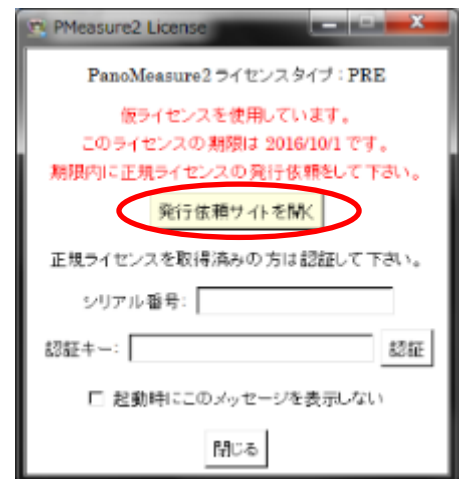 PMeasure2 License
PanoMeasure2 ライセンスタイプ : PRE
仮ライセンスを使用しています。
このライセンスの期限は 2016/10/1 です。
期限内に正規ライセンスの発行依頼をして下さい。
発行依頼サイトを開く
正規ライセンスを取得済みの方は認証して下さい。
シリアル番号:
認証キー: 認証
起動時にこのメッセージを表示しない
閉じる